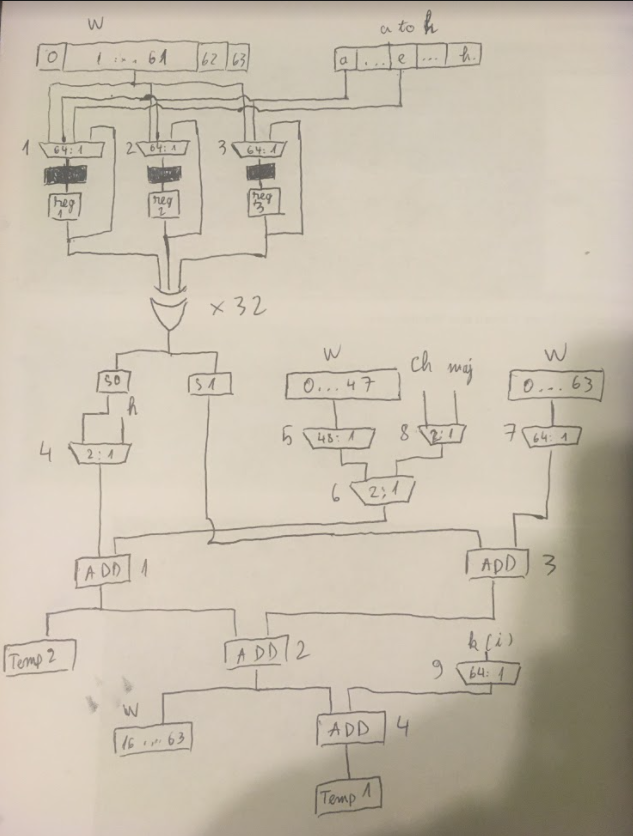 W
a to h
0 1 ... 61 62 63
a ... e ... h
1 64:1 2 64:1 3 64:1
reg 1 reg 2 reg 3
x 32
W ch maj W
S0 S1 0...47 0...63
h
4 2:1 5 48:1 8 2:1 7 64:1
6 2:1
ADD 1 ADD 3
Temp 2 ADD 2 k(i)
9 64:1
W
16 ... 63 ADD 4
Temp 1